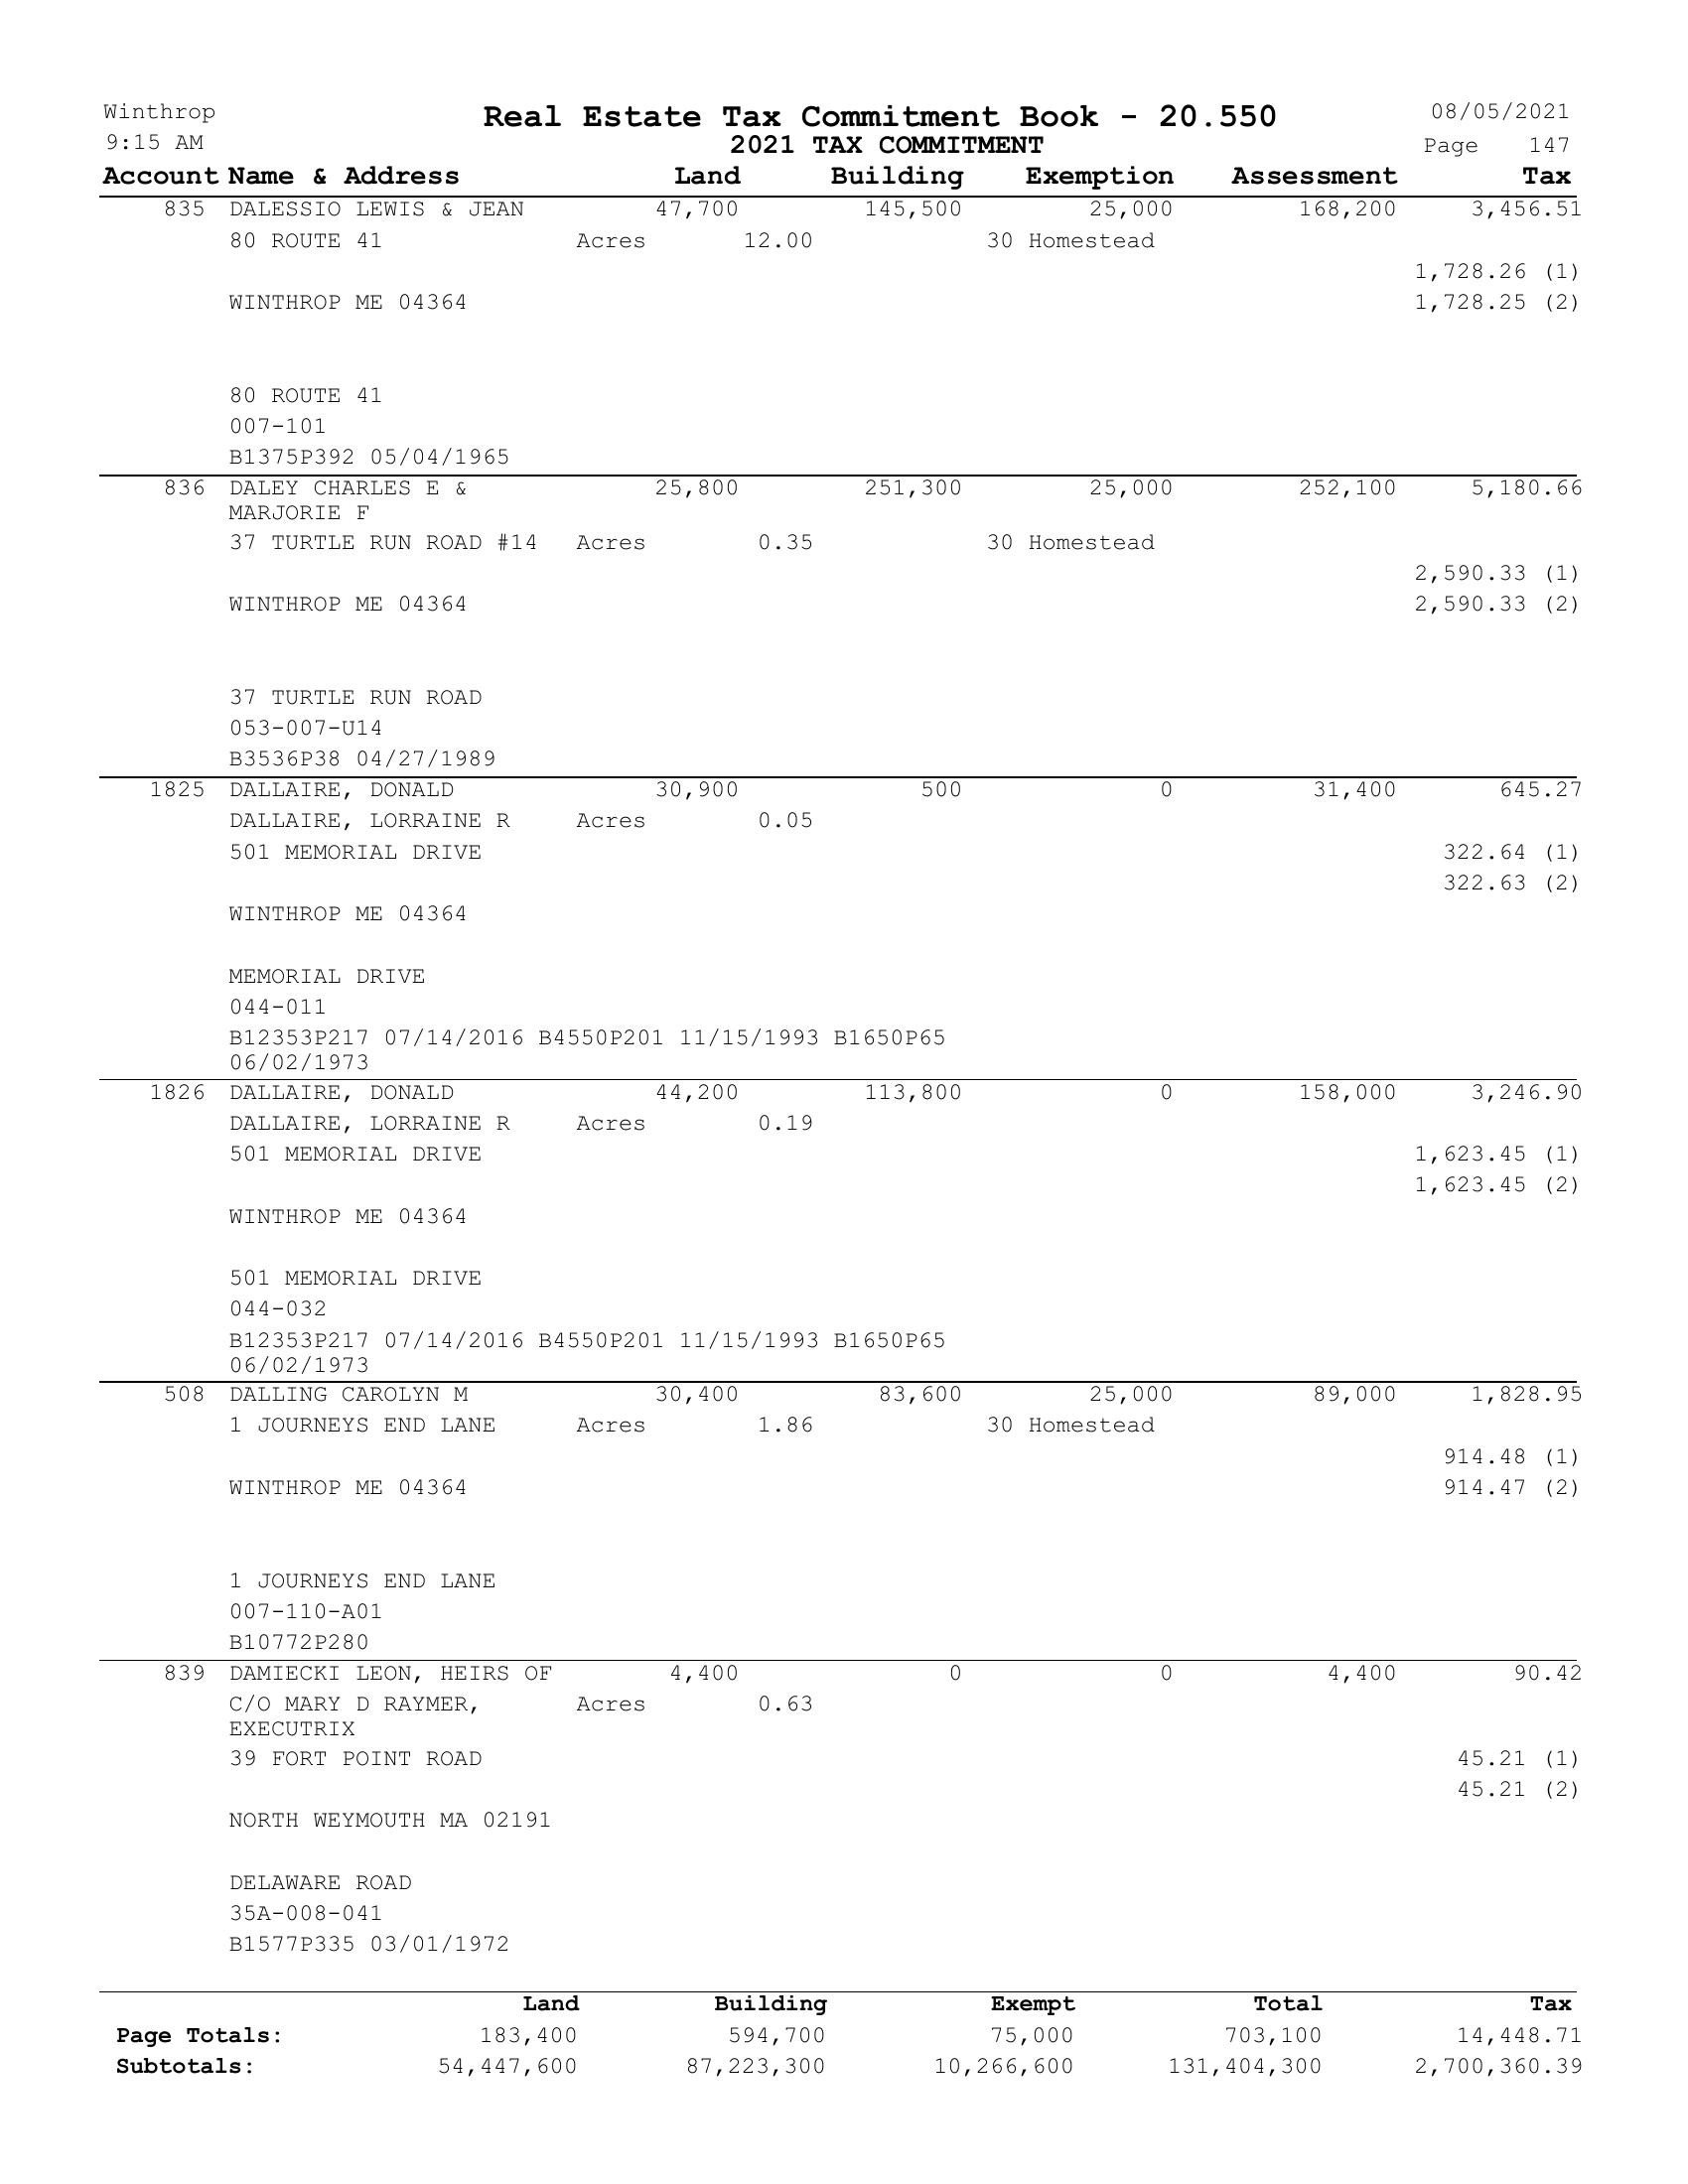 Winthrop Real Estate Tax Commitment Book - 20.550 08/05/2021
9:15 AM 2021 TAX COMMITMENT Page 147
Account Name & Address Land Building Exemption Assessment Tax
835 DALESSIO LEWIS & JEAN 47,700 145,500 25,000 168,200 3,456.51
80 ROUTE 41 Acres 12.00 30 Homestead
1,728.26 (1)
WINTHROP ME 04364 1,728.25 (2)
80 ROUTE 41
007-101
B1375P392 05/04/1965
836 DALEY CHARLES E & 25,800 251,300 25,000 252,100 5,180.66
MARJORIE F
37 TURTLE RUN ROAD #14 Acres 0.35 30 Homestead
2,590.33 (1)
WINTHROP ME 04364 2,590.33 (2)
37 TURTLE RUN ROAD
053-007-U14
B3536P38 04/27/1989
1825 DALLAIRE, DONALD 30,900 500 0 31,400 645.27
DALLAIRE, LORRAINE R Acres 0.05
501 MEMORIAL DRIVE 322.64 (1)
322.63 (2)
WINTHROP ME 04364
MEMORIAL DRIVE
044-011
B12353P217 07/14/2016 B4550P201 11/15/1993 B1650P65
06/02/1973
1826 DALLAIRE, DONALD 44,200 113,800 0 158,000 3,246.90
DALLAIRE, LORRAINE R Acres 0.19
501 MEMORIAL DRIVE 1,623.45 (1)
1,623.45 (2)
WINTHROP ME 04364
501 MEMORIAL DRIVE
044-032
B12353P217 07/14/2016 B4550P201 11/15/1993 B1650P65
06/02/1973
508 DALLING CAROLYN M 30,400 83,600 25,000 89,000 1,828.95
1 JOURNEYS END LANE Acres 1.86 30 Homestead
914.48 (1)
WINTHROP ME 04364 914.47 (2)
1 JOURNEYS END LANE
007-110-A01
B10772P280
839 DAMIECKI LEON, HEIRS OF 4,400 0 0 4,400 90.42
C/O MARY D RAYMER, Acres 0.63
EXECUTRIX
39 FORT POINT ROAD 45.21 (1)
45.21 (2)
NORTH WEYMOUTH MA 02191
DELAWARE ROAD
35A-008-041
B1577P335 03/01/1972
Land Building Exempt Total Tax
Page Totals: 183,400 594,700 75,000 703,100 14,448.71
Subtotals: 54,447,600 87,223,300 10,266,600 131,404,300 2,700,360.39